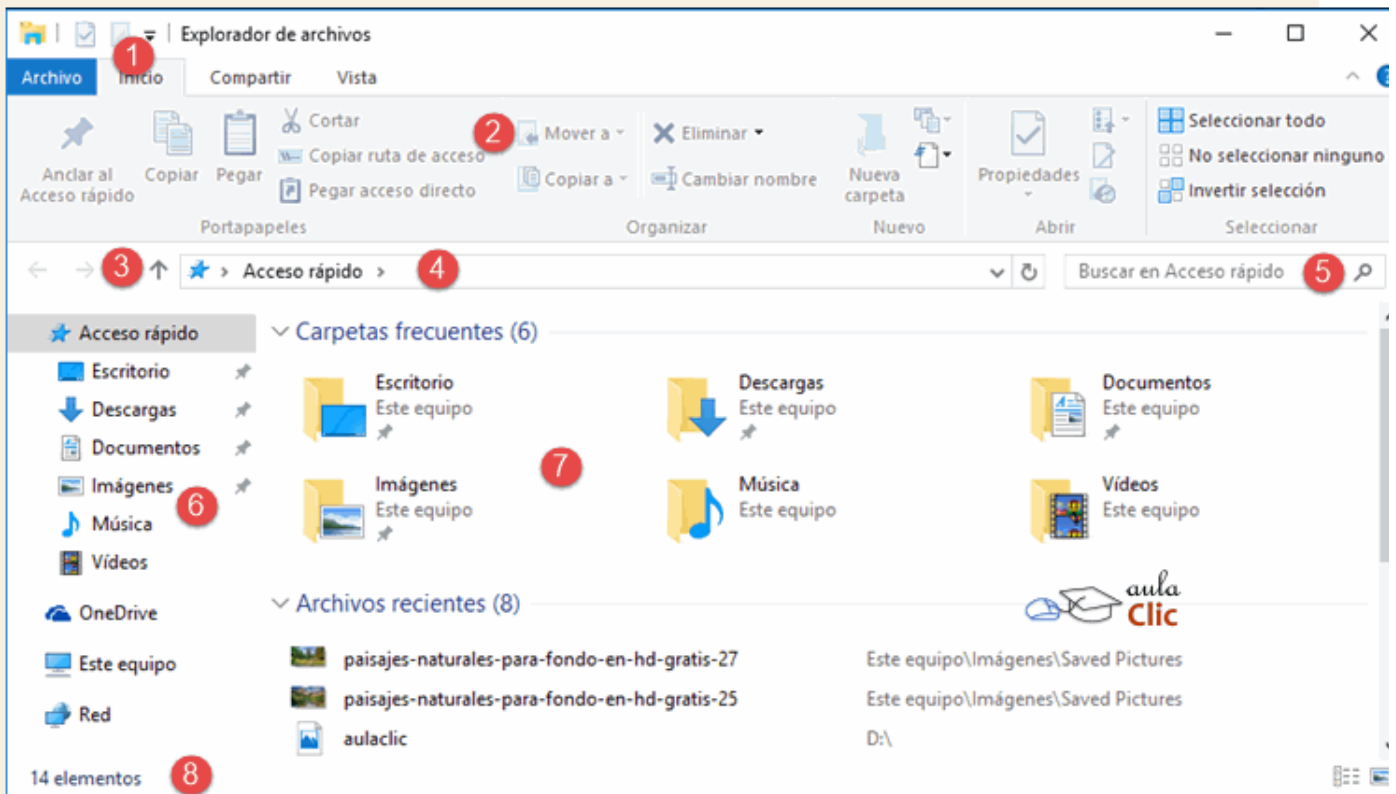 Explorador de archivos
1
Archivo Inicio Compartir Vista
Anclar al
Acceso rápido
Copiar
Pegar
Cortar
Copiar ruta de acceso
Pegar acceso directo
Portapapeles
2
Mover a
Copiar a
Eliminar
Cambiar nombre
Organizar
Nueva
carpeta
Nuevo
Propiedades
Abrir
Seleccionar todo
No seleccionar ninguno
Invertir selección
Seleccionar
3
Acceso rápido
4
Buscar en Acceso rápido
5
Acceso rápido
Escritorio
Descargas
Documentos
Imágenes
6
Música
Vídeos
OneDrive
Este equipo
Red
Carpetas frecuentes (6)
Escritorio
Este equipo
Descargas
Este equipo
Documentos
Este equipo
7
Imágenes
Este equipo
Música
Este equipo
Vídeos
Este equipo
Archivos recientes (8)
aula
Clic
paisajes-naturales-para-fondo-en-hd-gratis-27 Este equipo\Imágenes\Saved Pictures
paisajes-naturales-para-fondo-en-hd-gratis-25 Este equipo\Imágenes\Saved Pictures
aulaclic D:\
14 elementos
8